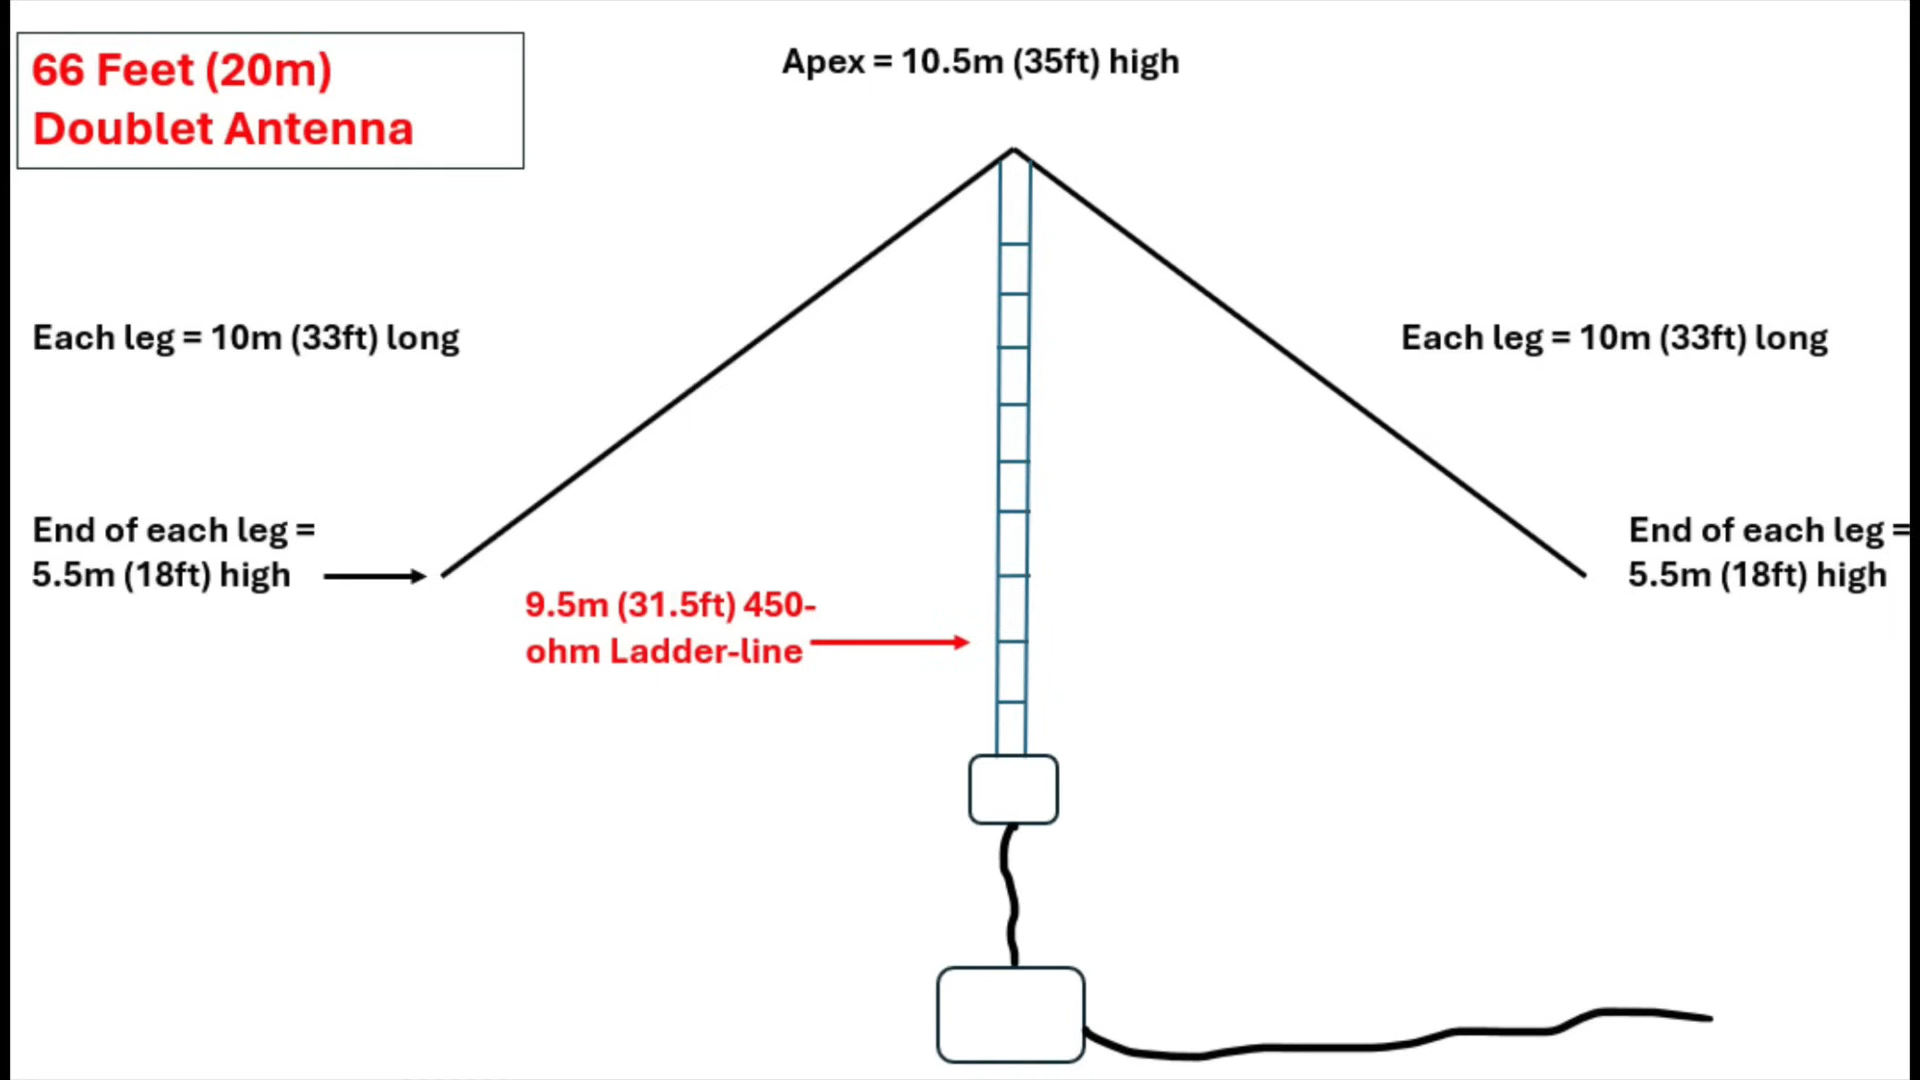 66 Feet (20m)
Doublet Antenna
Apex = 10.5m (35ft) high
Each leg = 10m (33ft) long
Each leg = 10m (33ft) long
End of each leg =
5.5m (18ft) high
End of each leg =
5.5m (18ft) high
9.5m (31.5ft) 450-
ohm Ladder-line